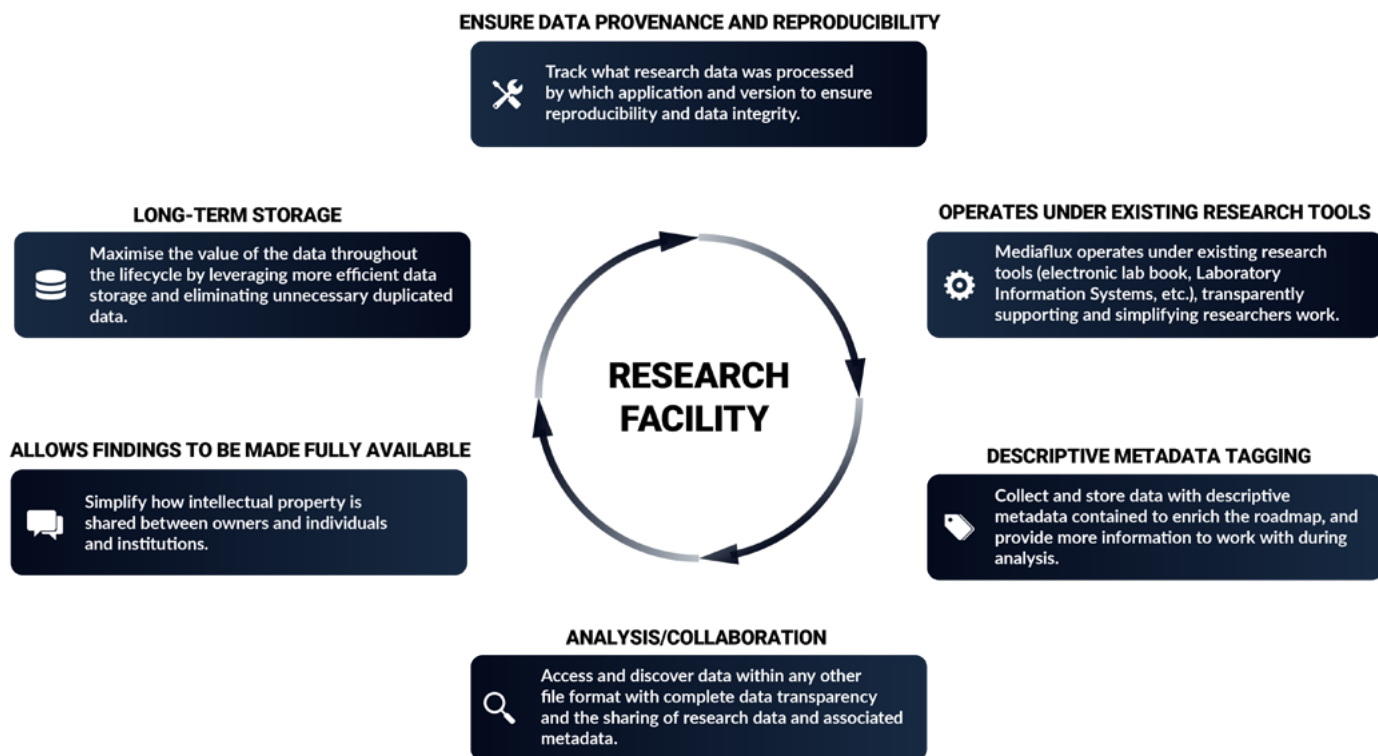 ENSURE DATA PROVENANCE AND REPRODUCIBILITY
Track what research data was processed
by which application and version to ensure
reproducibility and data integrity.
LONG-TERM STORAGE
Maximise the value of the data throughout
the lifecycle by leveraging more efficient data
storage and eliminating unnecessary duplicated
data.
OPERATES UNDER EXISTING RESEARCH TOOLS
Mediaflux operates under existing research
tools (electronic lab book, Laboratory
Information Systems, etc.), transparently
supporting and simplifying researchers work.
RESEARCH
FACILITY
ALLOWS FINDINGS TO BE MADE FULLY AVAILABLE
Simplify how intellectual property is
shared between owners and individuals
and institutions.
DESCRIPTIVE METADATA TAGGING
Collect and store data with descriptive
metadata contained to enrich the roadmap, and
provide more information to work with during
analysis.
ANALYSIS/COLLABORATION
Access and discover data within any other
file format with complete data transparency
and the sharing of research data and associated
metadata.